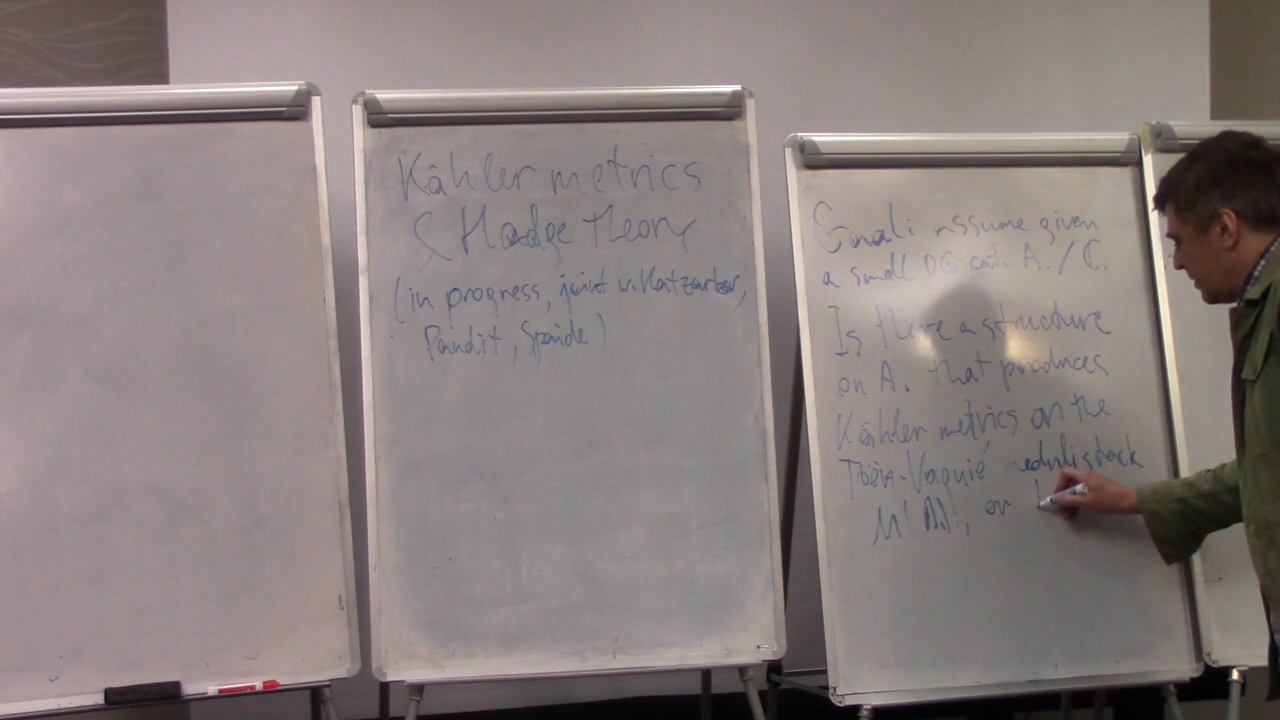 Kähler metrics
& Hodge theory
(in progress, joint w. Katzarkov,
Pandit, Spaide)
Goal: Assume given
a small DG cat. A. / C.
Is there a structure
on A. that produces
Kähler metrics on the
Toën-Vaquié moduli stack
M(A.), or